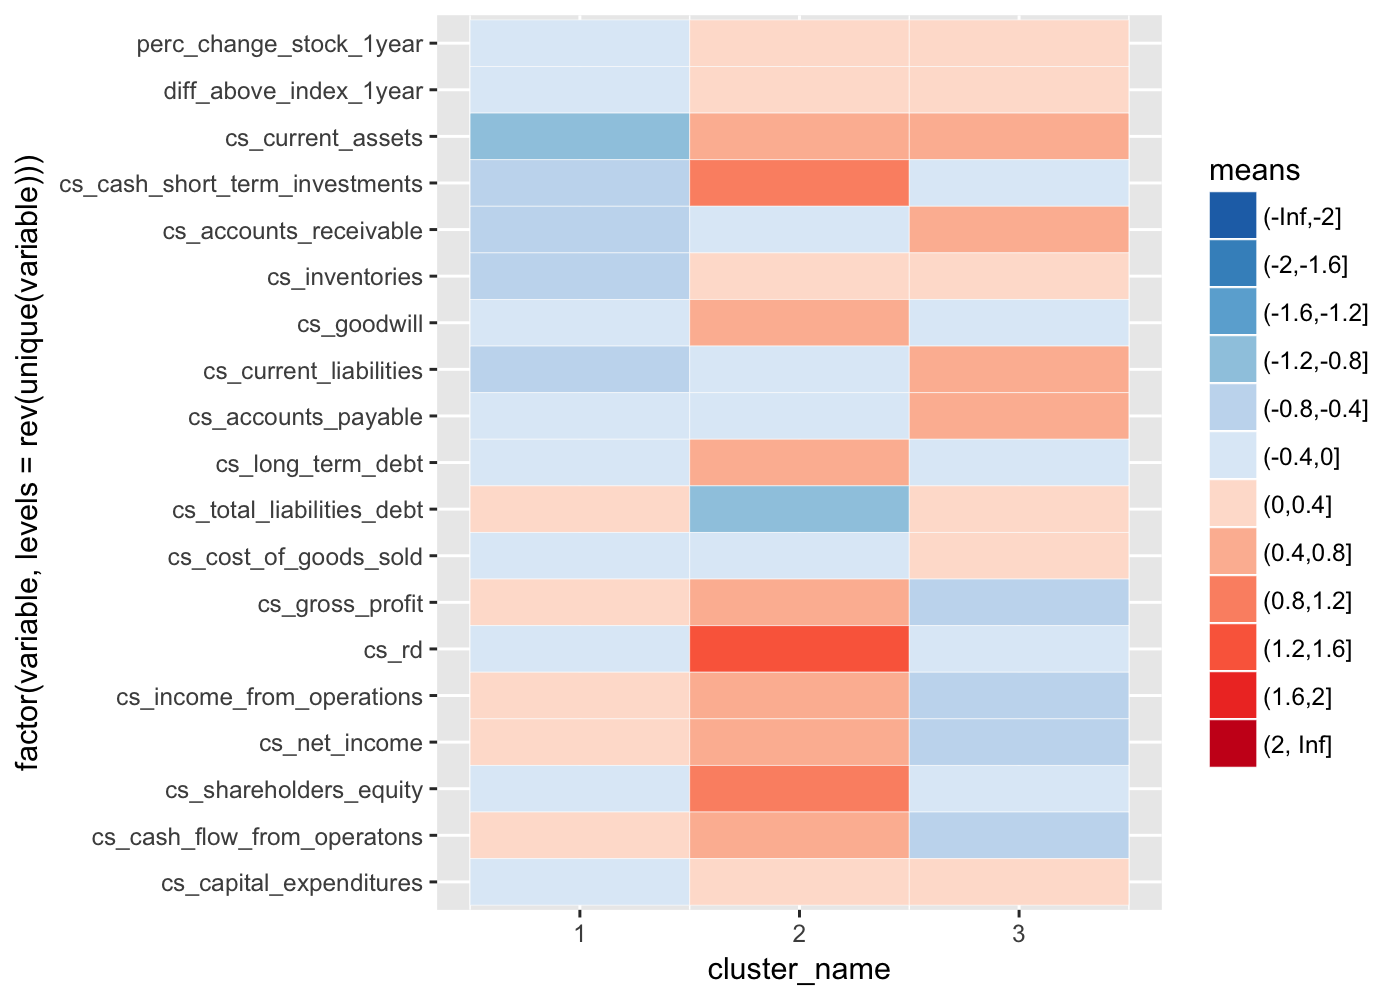 factor(variable, levels = rev(unique(variable)))
perc_change_stock_1year
diff_above_index_1year
cs_current_assets
cs_cash_short_term_investments
cs_accounts_receivable
cs_inventories
cs_goodwill
cs_current_liabilities
cs_accounts_payable
cs_long_term_debt
cs_total_liabilities_debt
cs_cost_of_goods_sold
cs_gross_profit
cs_rd
cs_income_from_operations
cs_net_income
cs_shareholders_equity
cs_cash_flow_from_operatons
cs_capital_expenditures
1 2 3
cluster_name
means
(-Inf,-2]
(-2,-1.6]
(-1.6,-1.2]
(-1.2,-0.8]
(-0.8,-0.4]
(-0.4,0]
(0,0.4]
(0.4,0.8]
(0.8,1.2]
(1.2,1.6]
(1.6,2]
(2, Inf]